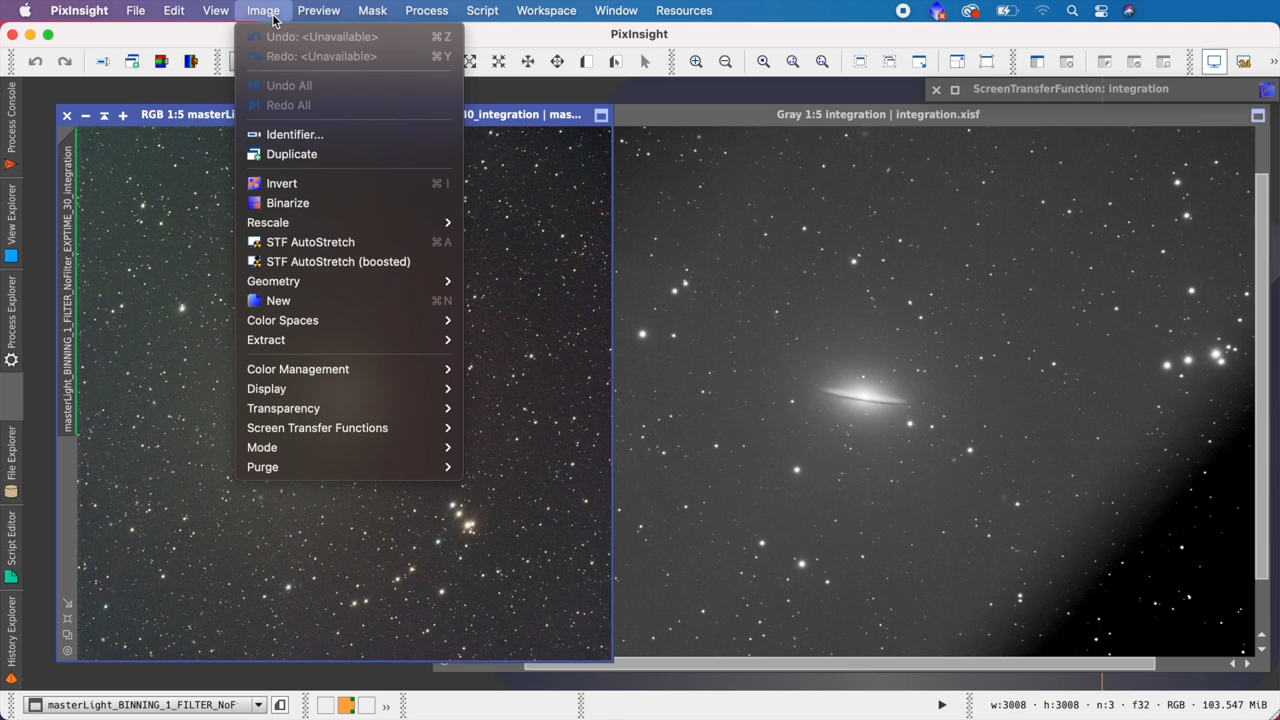 PixInsight File Edit View Image Preview Mask Process Script Workspace Window Resources
PixInsight
ScreenTransferFunction: integration
RGB 1:5 masterLi
30_integration | mas...
Gray 1:5 integration | integration.xisf
Undo: <Unavailable> ⌘Z
Redo: <Unavailable> ⌘Y
Undo All
Redo All
Identifier...
Duplicate
Invert ⌘I
Binarize
Rescale
STF AutoStretch ⌘A
STF AutoStretch (boosted)
Geometry
New ⌘N
Color Spaces
Extract
Color Management
Display
Transparency
Screen Transfer Functions
Mode
Purge
Process Console
View Explorer
Process Explorer
File Explorer
Script Editor
History Explorer
masterLight_BINNING_1_FILTER_NoFilter_EXPTIME_30_integration
masterLight_BINNING_1_FILTER_NoF
w:3008 · h:3008 · n:3 · f32 · RGB · 103.547 MiB